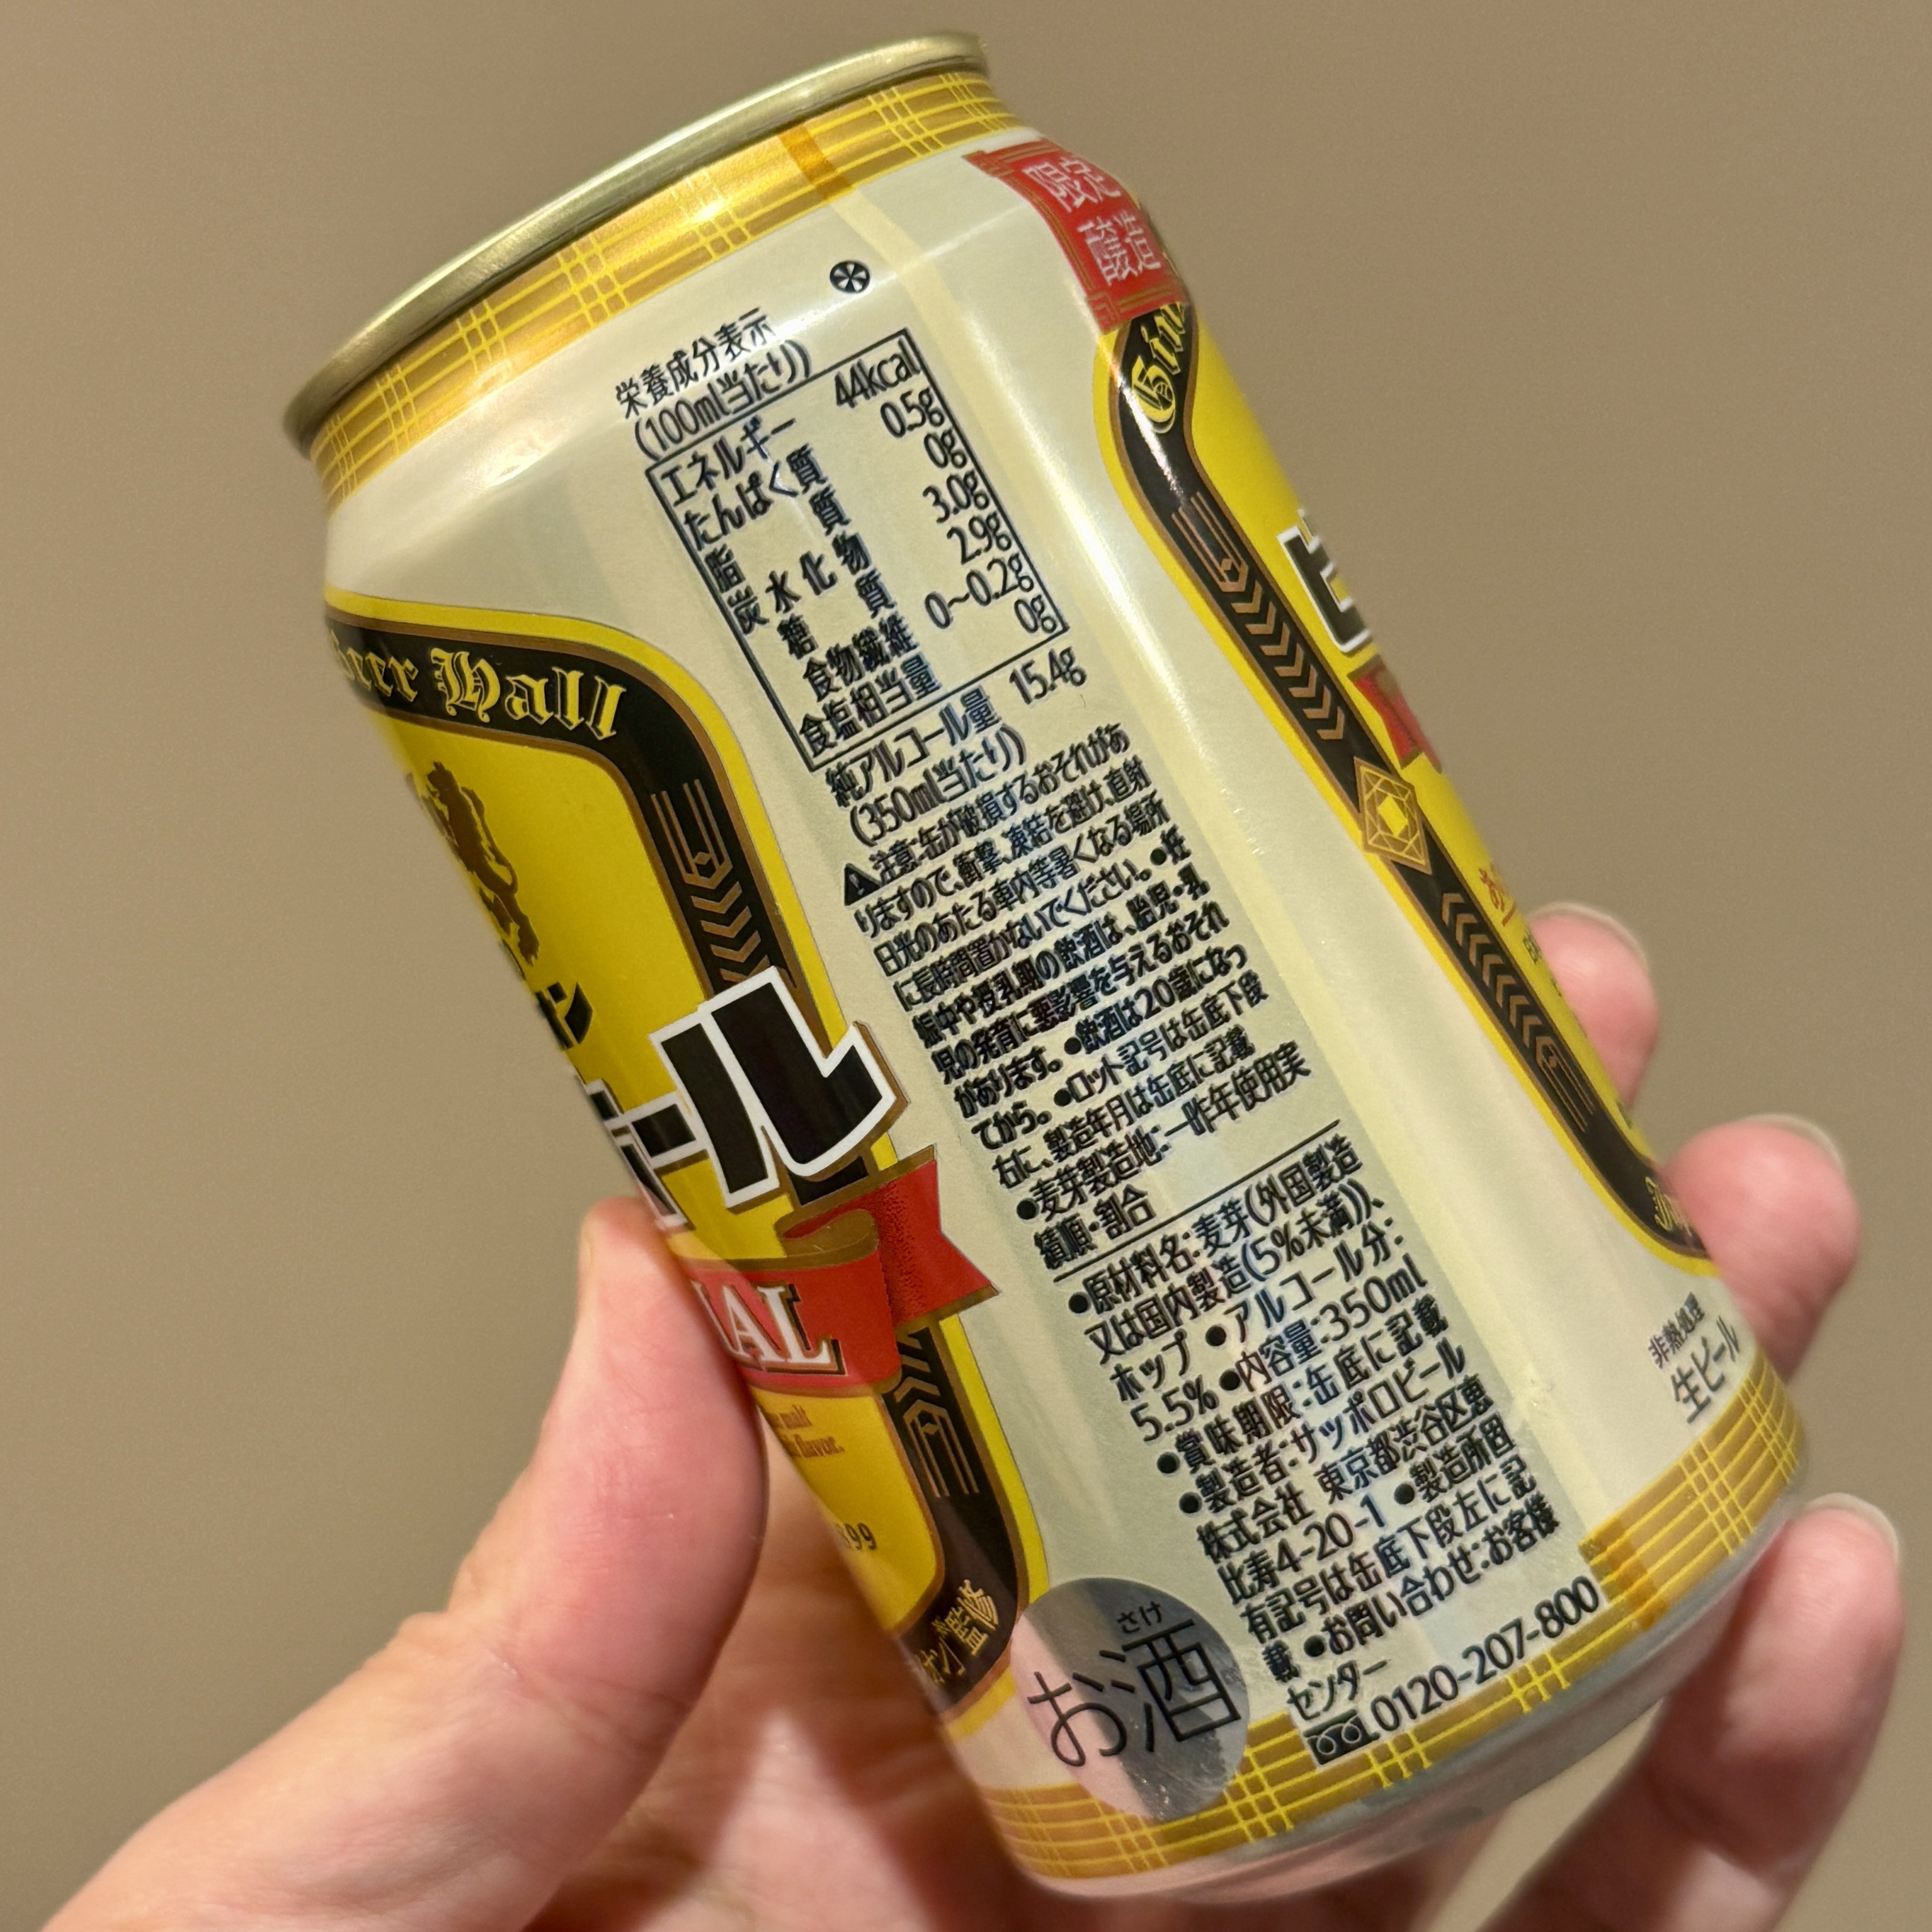 限定
醸造
栄養成分表示
(100ml当たり)
エネルギー 44kcal
たんぱく質 0.5g
脂質 0g
炭水化物 3.0g
糖質 2.9g
食物繊維 0~0.2g
食塩相当量 0g
純アルコール量 15.4g
(350ml当たり)
注意:缶が破損するおそれがあ
りますので、衝撃、凍結を避け、直射
日光のあたる車内等暑くなる場所
に長時間置かないでください。●妊
娠中や授乳期の飲酒は、胎児・乳
児の発育に悪影響を与えるおそれ
があります。●飲酒は20歳になっ
てから。●ロット記号は缶底下段
右に、製造年月は缶底に記載
●麦芽製造地:一昨年使用実
績順・割合
●原材料名:麦芽(外国製造
又は国内製造(5%未満))、
ホップ ●アルコール分:
5.5% ●内容量:350ml
●賞味期限:缶底に記載
●製造者:サッポロビール
株式会社 東京都渋谷区恵
比寿4-20-1 ●製造所固
有記号は缶底下段左に記
載 ●お問い合わせ:お客様
センター
0120-207-800
さけ
お酒
Beer Hall
オン
ール
IAL
malt
flavor.
899
監修
Gin
ビ
非熱処理
生ビール